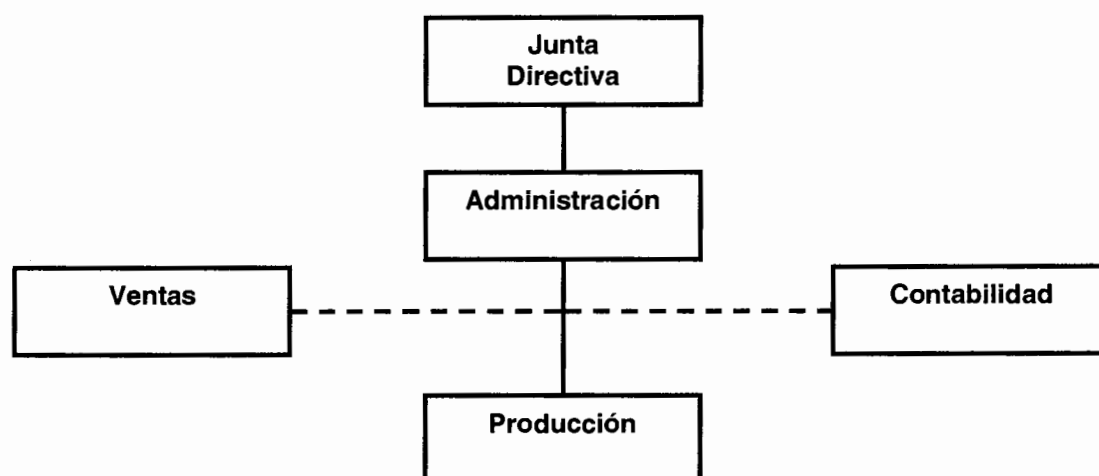 Junta
Directiva
Administración
Ventas
Contabilidad
Producción